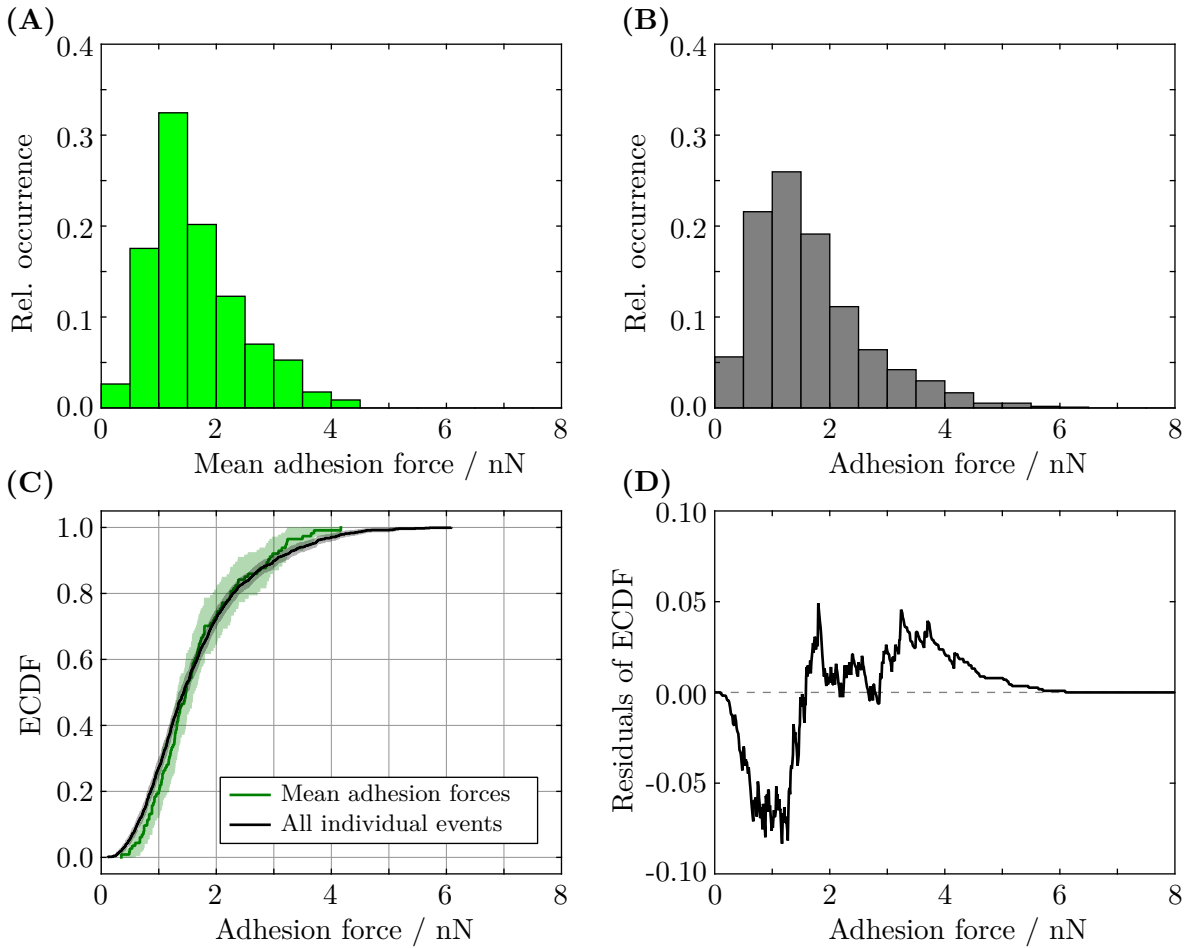 (A)
0.4
0.3
0.2
0.1
0.0
Rel. occurrence
0 2 4 6 8
Mean adhesion force / nN
(B)
0.4
0.3
0.2
0.1
0.0
Rel. occurrence
0 2 4 6 8
Adhesion force / nN
(C)
1.0
0.8
0.6
0.4
0.2
0.0
ECDF
Mean adhesion forces
All individual events
0 2 4 6 8
Adhesion force / nN
(D)
0.10
0.05
0.00
-0.05
-0.10
Residuals of ECDF
0 2 4 6 8
Adhesion force / nN